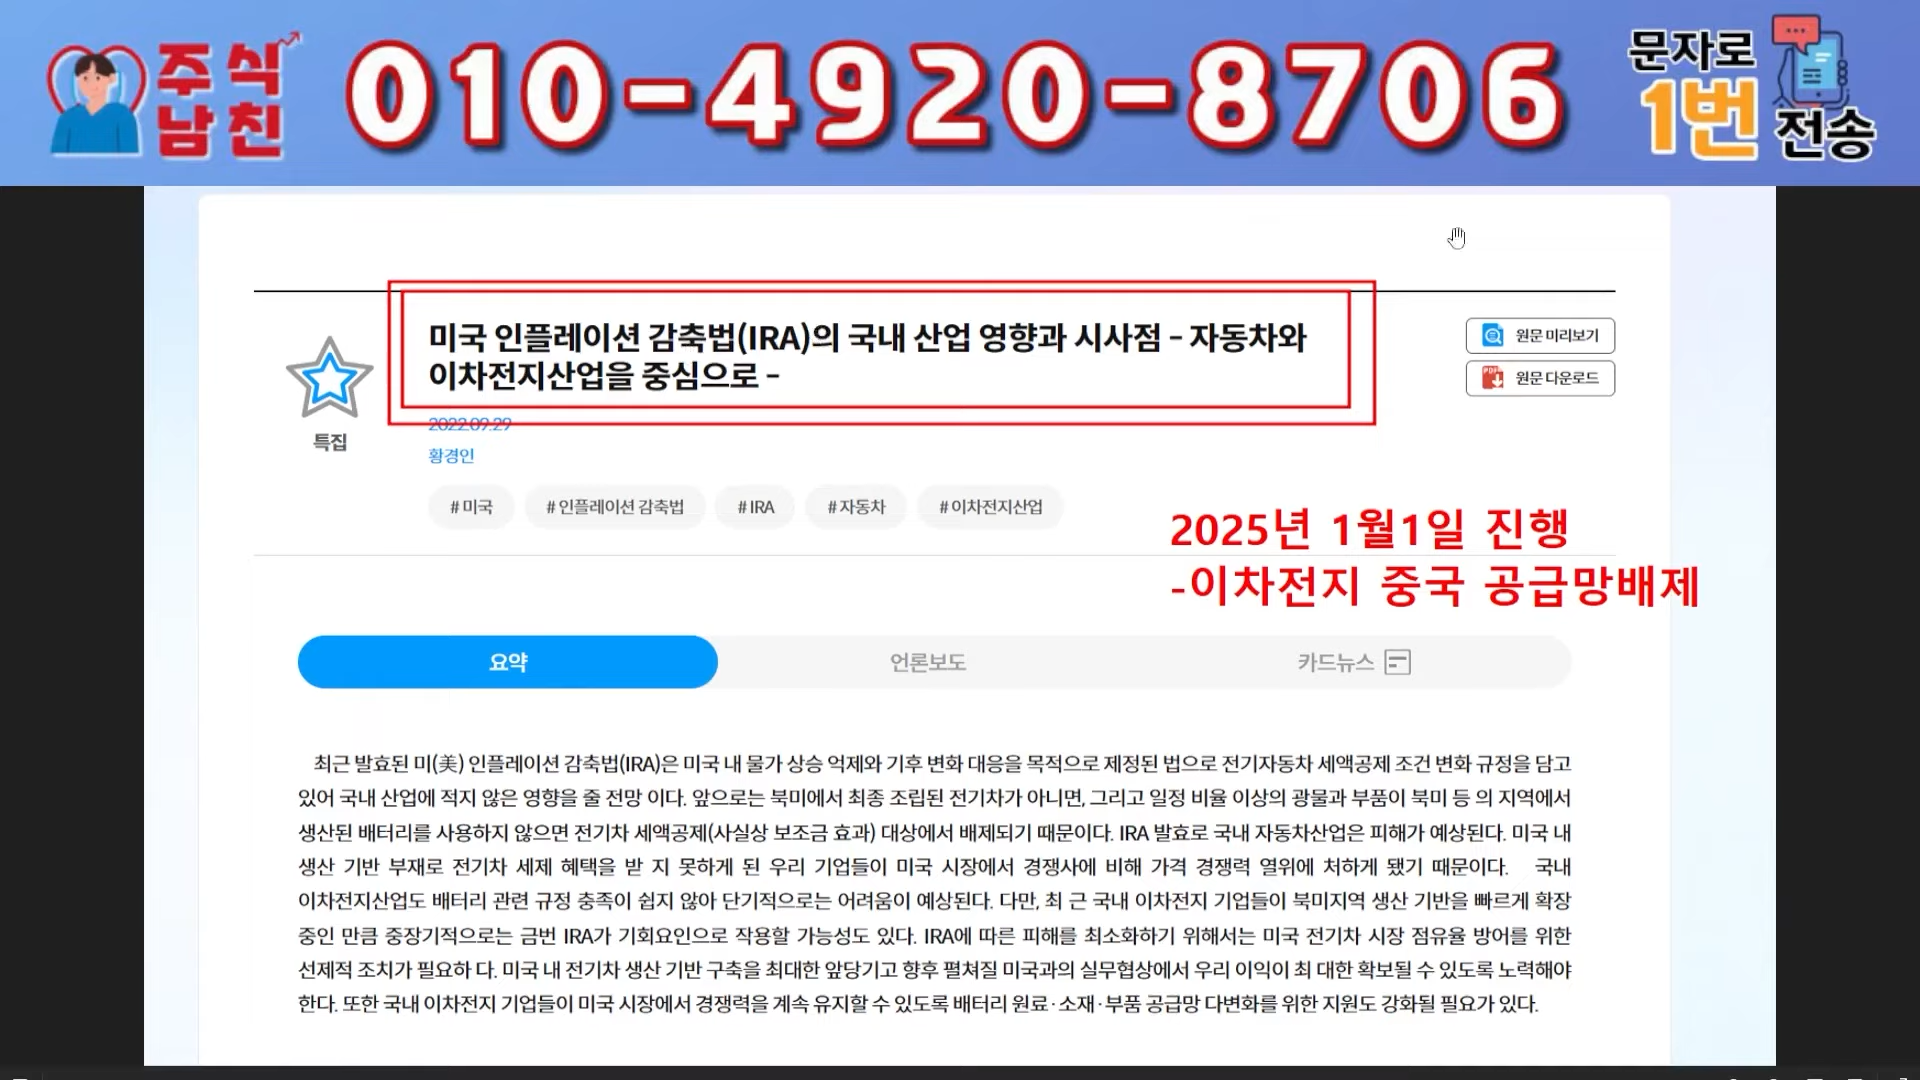 주식
남친
010-4920-8706
문자로
1번 전송
미국 인플레이션 감축법(IRA)의 국내 산업 영향과 시사점 - 자동차와
이차전지산업을 중심으로 -
원문 미리보기
PDF 원문 다운로드
특집
2022.09.29
황경인
# 미국
# 인플레이션 감축법
# IRA
# 자동차
# 이차전지산업
2025년 1월1일 진행
-이차전지 중국 공급망배제
요약
언론보도
카드뉴스
최근 발효된 미(美) 인플레이션 감축법(IRA)은 미국 내 물가 상승 억제와 기후 변화 대응을 목적으로 제정된 법으로 전기자동차 세액공제 조건 변화 규정을 담고
있어 국내 산업에 적지 않은 영향을 줄 전망 이다. 앞으로는 북미에서 최종 조립된 전기차가 아니면, 그리고 일정 비율 이상의 광물과 부품이 북미 등 의 지역에서
생산된 배터리를 사용하지 않으면 전기차 세액공제(사실상 보조금 효과) 대상에서 배제되기 때문이다. IRA 발효로 국내 자동차산업은 피해가 예상된다. 미국 내
생산 기반 부재로 전기차 세제 혜택을 받 지 못하게 된 우리 기업들이 미국 시장에서 경쟁사에 비해 가격 경쟁력 열위에 처하게 됐기 때문이다. 국내
이차전지산업도 배터리 관련 규정 충족이 쉽지 않아 단기적으로는 어려움이 예상된다. 다만, 최 근 국내 이차전지 기업들이 북미지역 생산 기반을 빠르게 확장
중인 만큼 중장기적으로는 금번 IRA가 기회요인으로 작용할 가능성도 있다. IRA에 따른 피해를 최소화하기 위해서는 미국 전기차 시장 점유율 방어를 위한
선제적 조치가 필요하 다. 미국 내 전기차 생산 기반 구축을 최대한 앞당기고 향후 펼쳐질 미국과의 실무협상에서 우리 이익이 최 대한 확보될 수 있도록 노력해야
한다. 또한 국내 이차전지 기업들이 미국 시장에서 경쟁력을 계속 유지할 수 있도록 배터리 원료·소재·부품 공급망 다변화를 위한 지원도 강화될 필요가 있다.